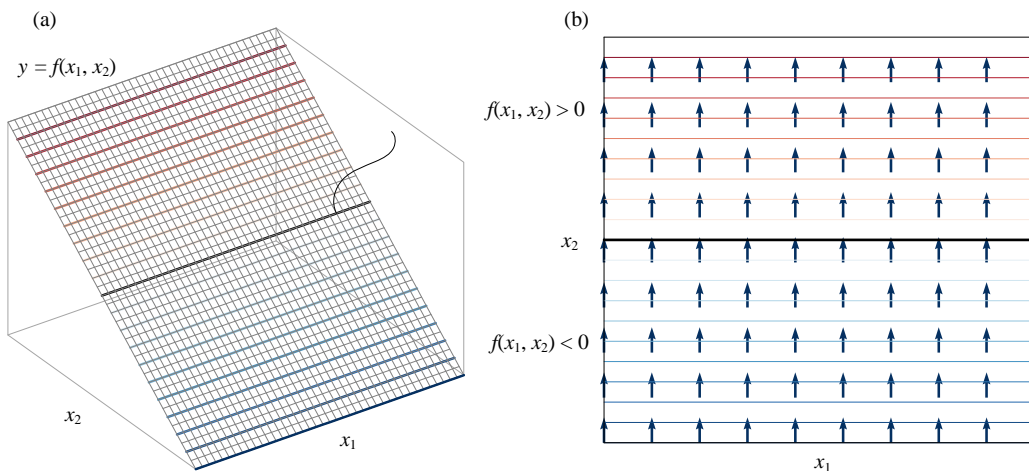 (a)
y = f(x₁, x₂)
x₂
x₁
(b)
f(x₁, x₂) > 0
x₂
f(x₁, x₂) < 0
x₁